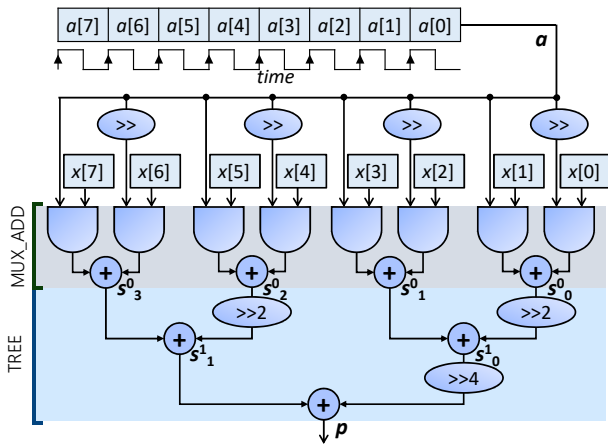 a[7] a[6] a[5] a[4] a[3] a[2] a[1] a[0]
a
time
>> >> >> >>
x[7] x[6] x[5] x[4] x[3] x[2] x[1] x[0]
MUX_ADD
+ + + +
s⁰₃ s⁰₂ s⁰₁ s⁰₀
>>2 >>2
TREE
+ +
s¹₁ s¹₀
>>4
+
p